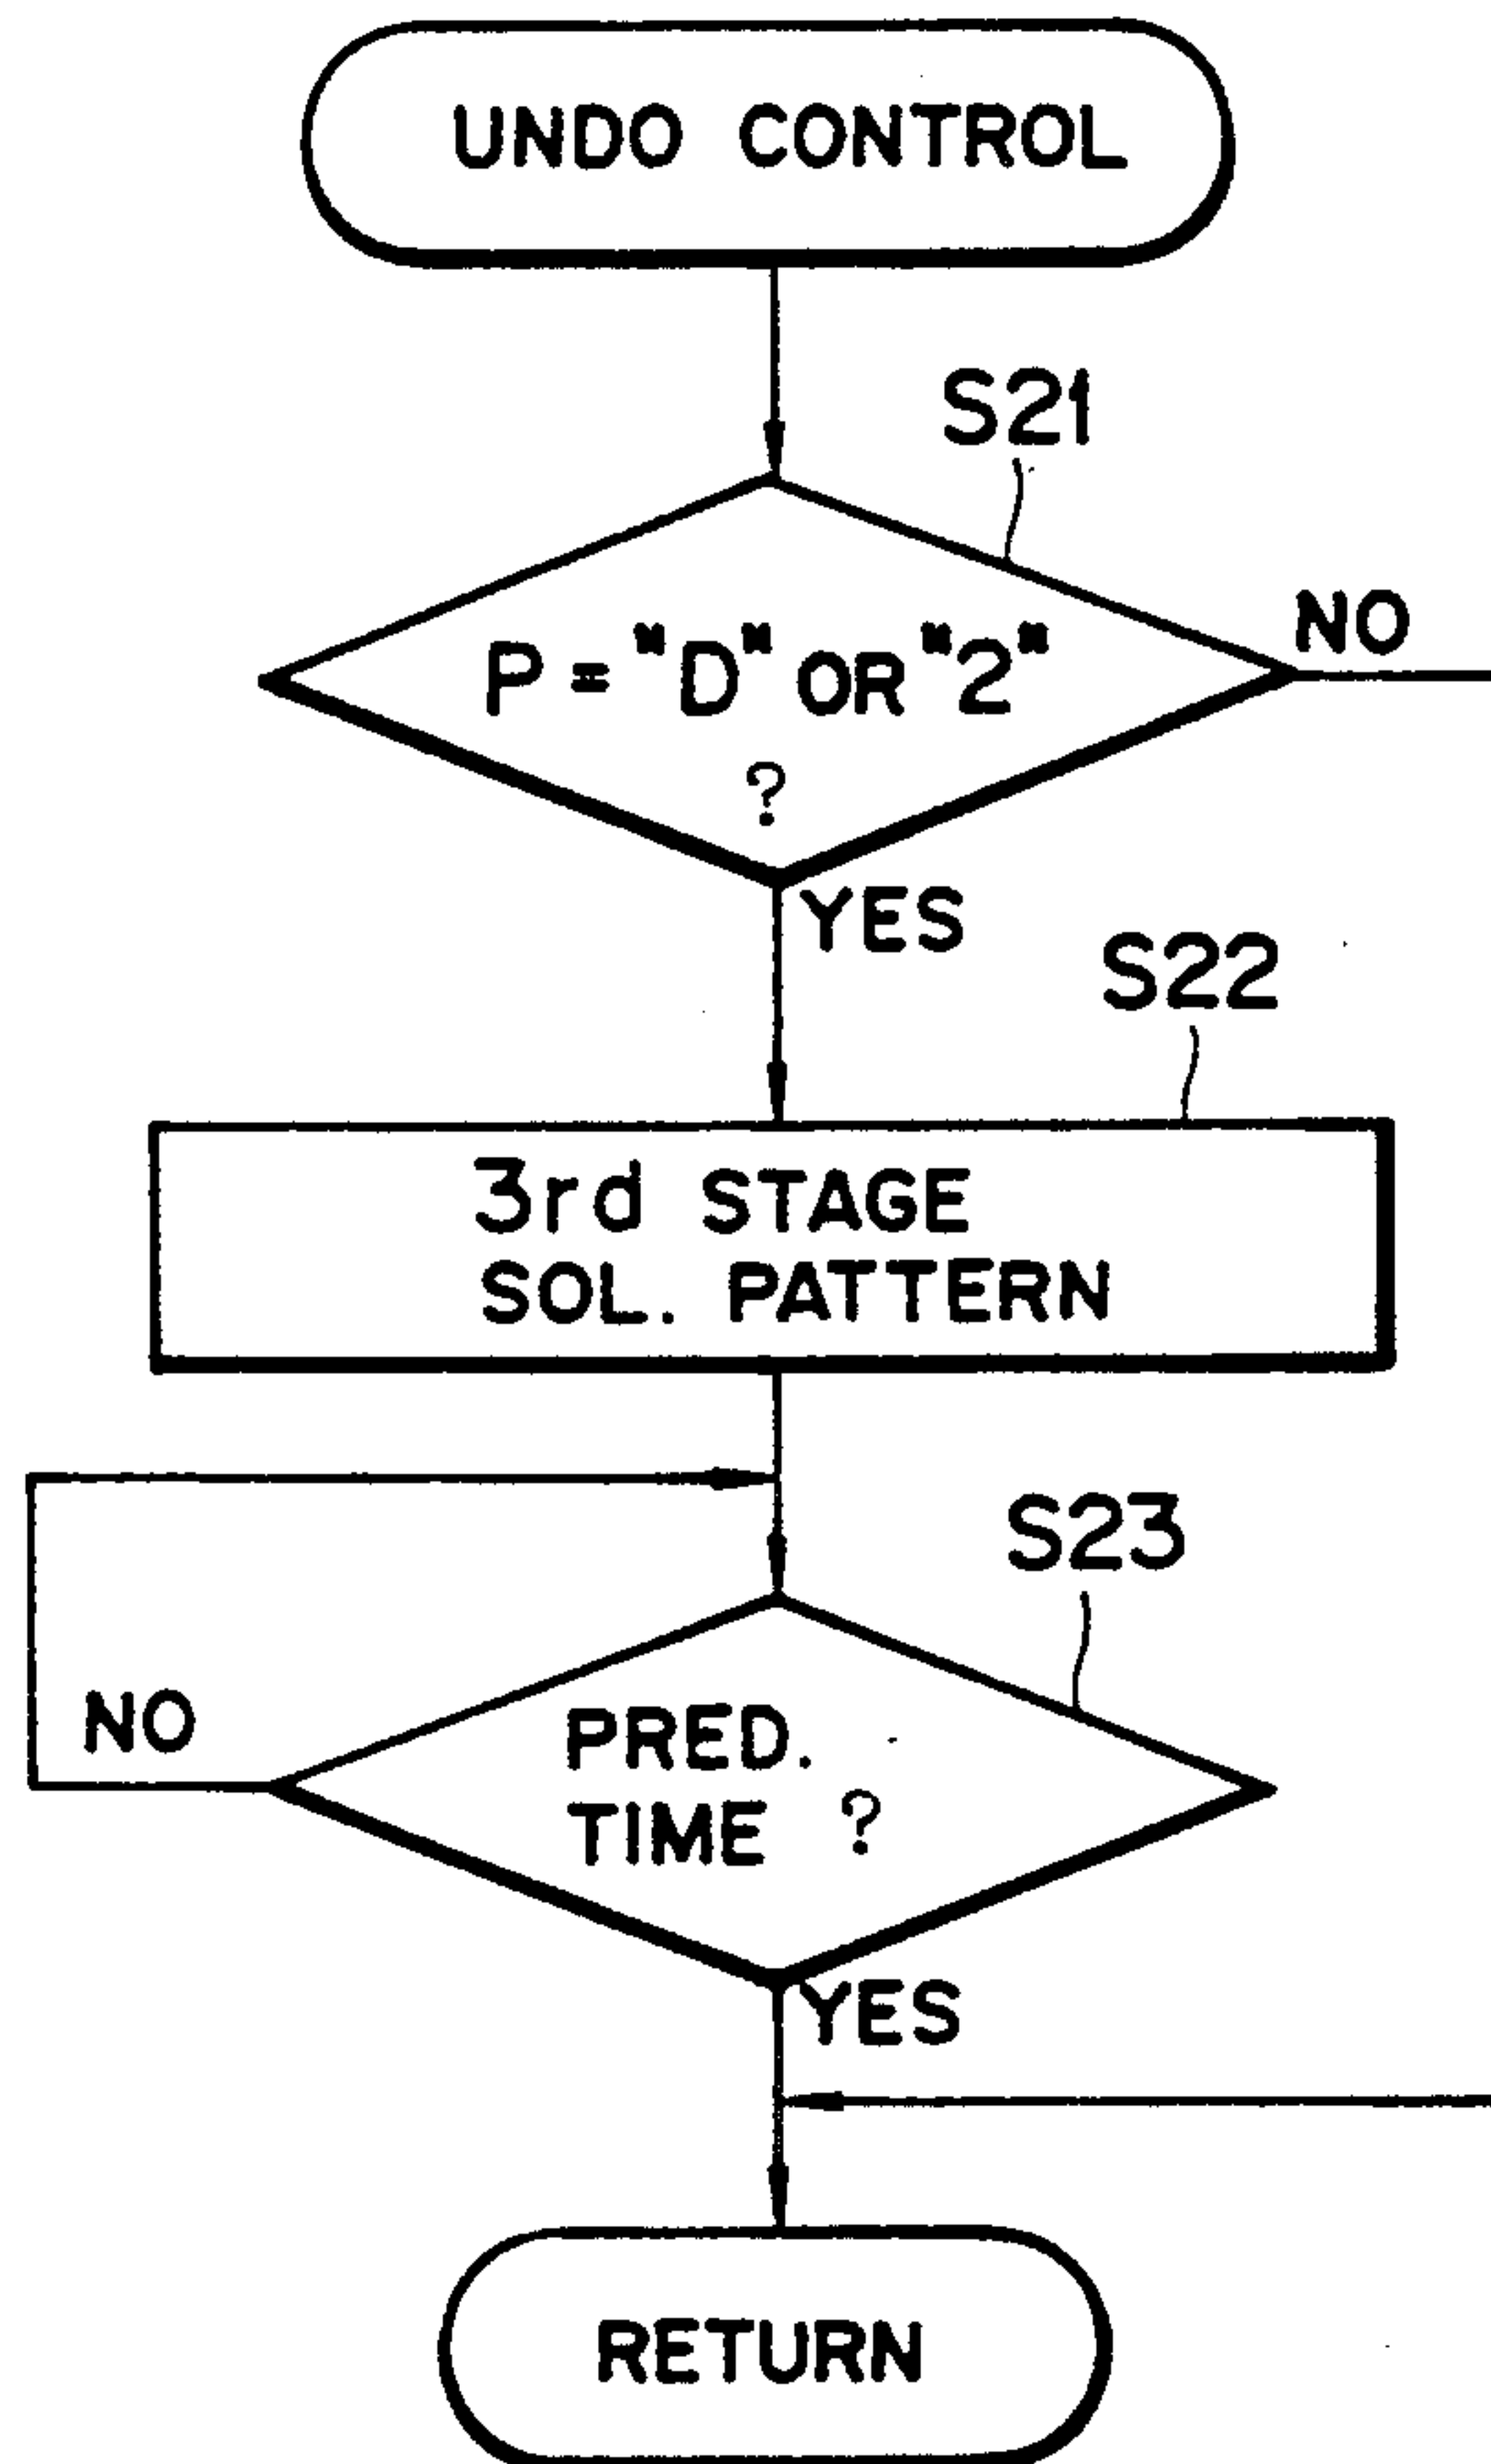 UNDO CONTROL
S21
P = "D" OR "2"
?
NO
YES
S22
3rd STAGE
SOL. PATTERN
S23
NO
PRED.
TIME ?
YES
RETURN